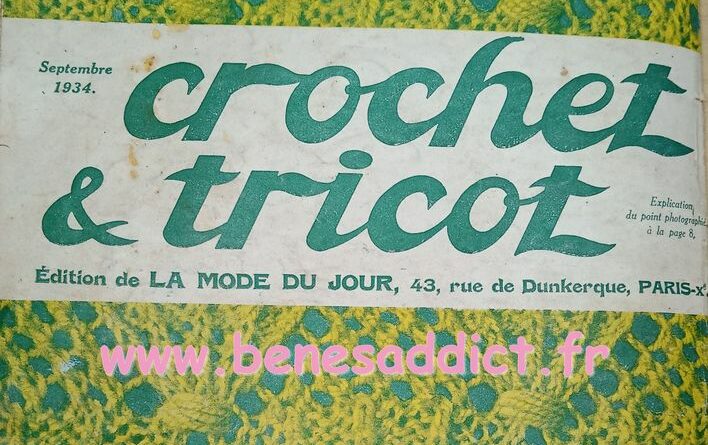 Septembre
1934.
crochet
& tricot
Explication
du point photographié
à la page 8.
Édition de LA MODE DU JOUR, 43, rue de Dunkerque, PARIS-Xe.
www.benesaddict.fr